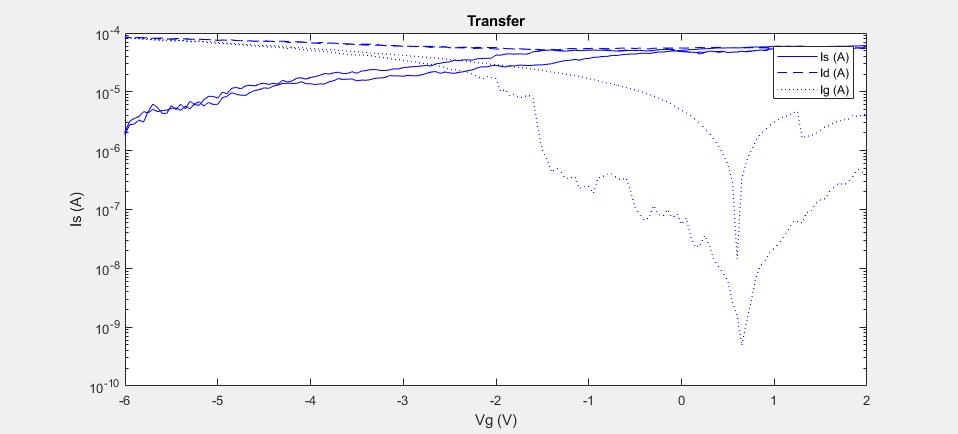 Transfer
10-4
10-5
10-6
10-7
10-8
10-9
10-10
Is (A)
Is (A)
Id (A)
Ig (A)
-6 -5 -4 -3 -2 -1 0 1 2
Vg (V)